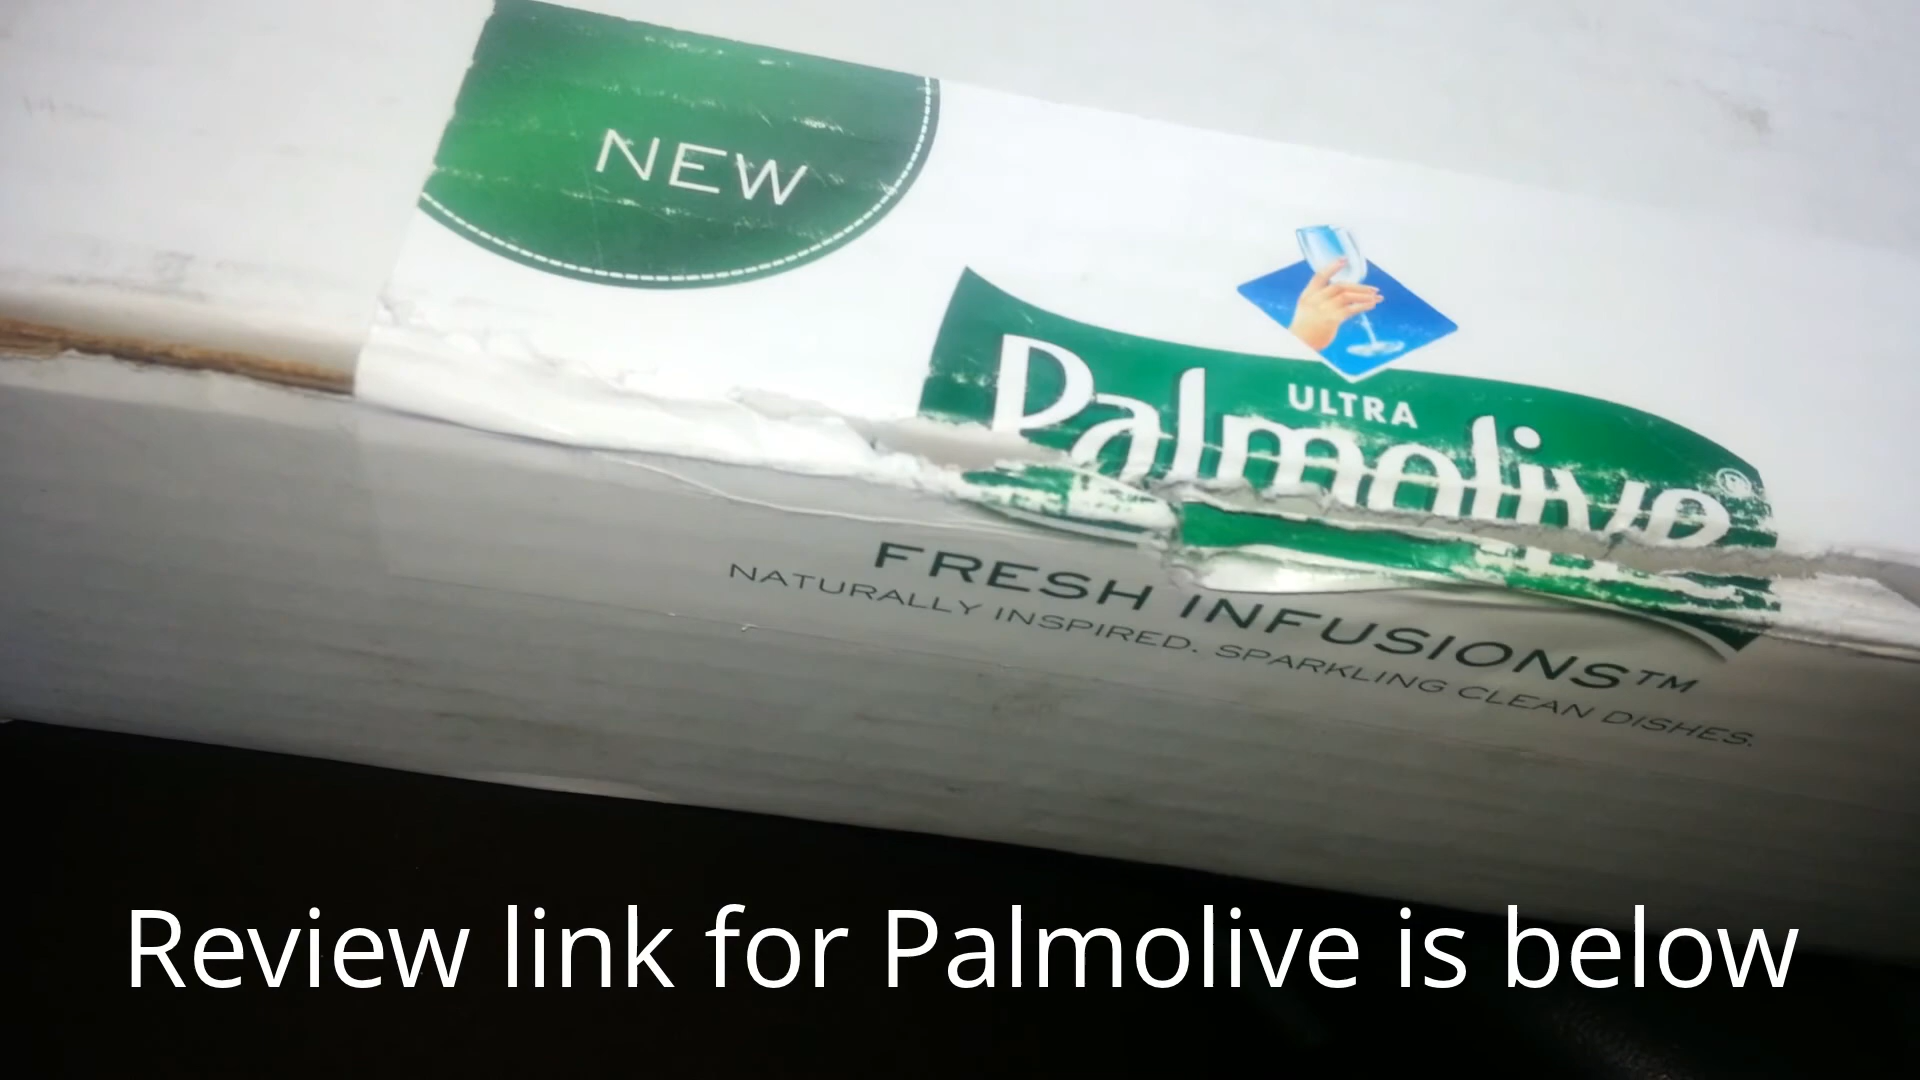 NEW
ULTRA
Palmolive®
FRESH INFUSIONS™
NATURALLY INSPIRED. SPARKLING CLEAN DISHES.
Review link for Palmolive is below